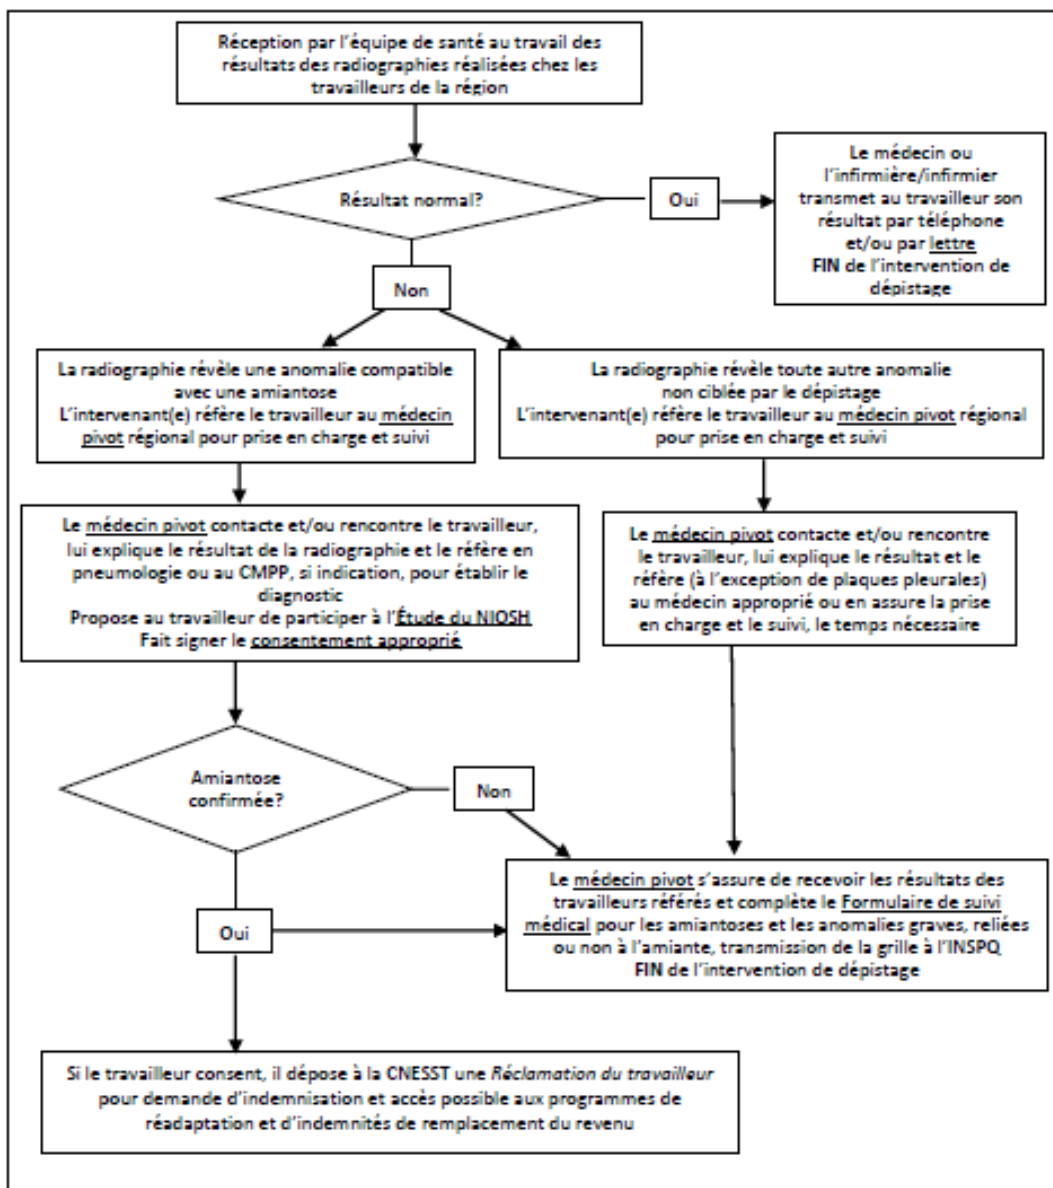 Réception par l'équipe de santé au travail des
résultats des radiographies réalisées chez les
travailleurs de la région
Résultat normal?
Oui
Le médecin ou
l'infirmière/infirmier
transmet au travailleur son
résultat par téléphone
et/ou par lettre
FIN de l'intervention de
dépistage
Non
La radiographie révèle une anomalie compatible
avec une amiantose
L'intervenant(e) réfère le travailleur au médecin
pivot régional pour prise en charge et suivi
La radiographie révèle toute autre anomalie
non ciblée par le dépistage
L'intervenant(e) réfère le travailleur au médecin pivot régional
pour prise en charge et suivi
Le médecin pivot contacte et/ou rencontre le travailleur,
lui explique le résultat de la radiographie et le réfère en
pneumologie ou au CMPP, si indication, pour établir le
diagnostic
Propose au travailleur de participer à l'Étude du NIOSH
Fait signer le consentement approprié
Le médecin pivot contacte et/ou rencontre
le travailleur, lui explique le résultat et le
réfère (à l'exception de plaques pleurales)
au médecin approprié ou en assure la prise
en charge et le suivi, le temps nécessaire
Amiantose
confirmée?
Non
Oui
Le médecin pivot s'assure de recevoir les résultats des
travailleurs référés et complète le Formulaire de suivi
médical pour les amiantoses et les anomalies graves, reliées
ou non à l'amiante, transmission de la grille à l'INSPQ
FIN de l'intervention de dépistage
Si le travailleur consent, il dépose à la CNESST une Réclamation du travailleur
pour demande d'indemnisation et accès possible aux programmes de
réadaptation et d'indemnités de remplacement du revenu